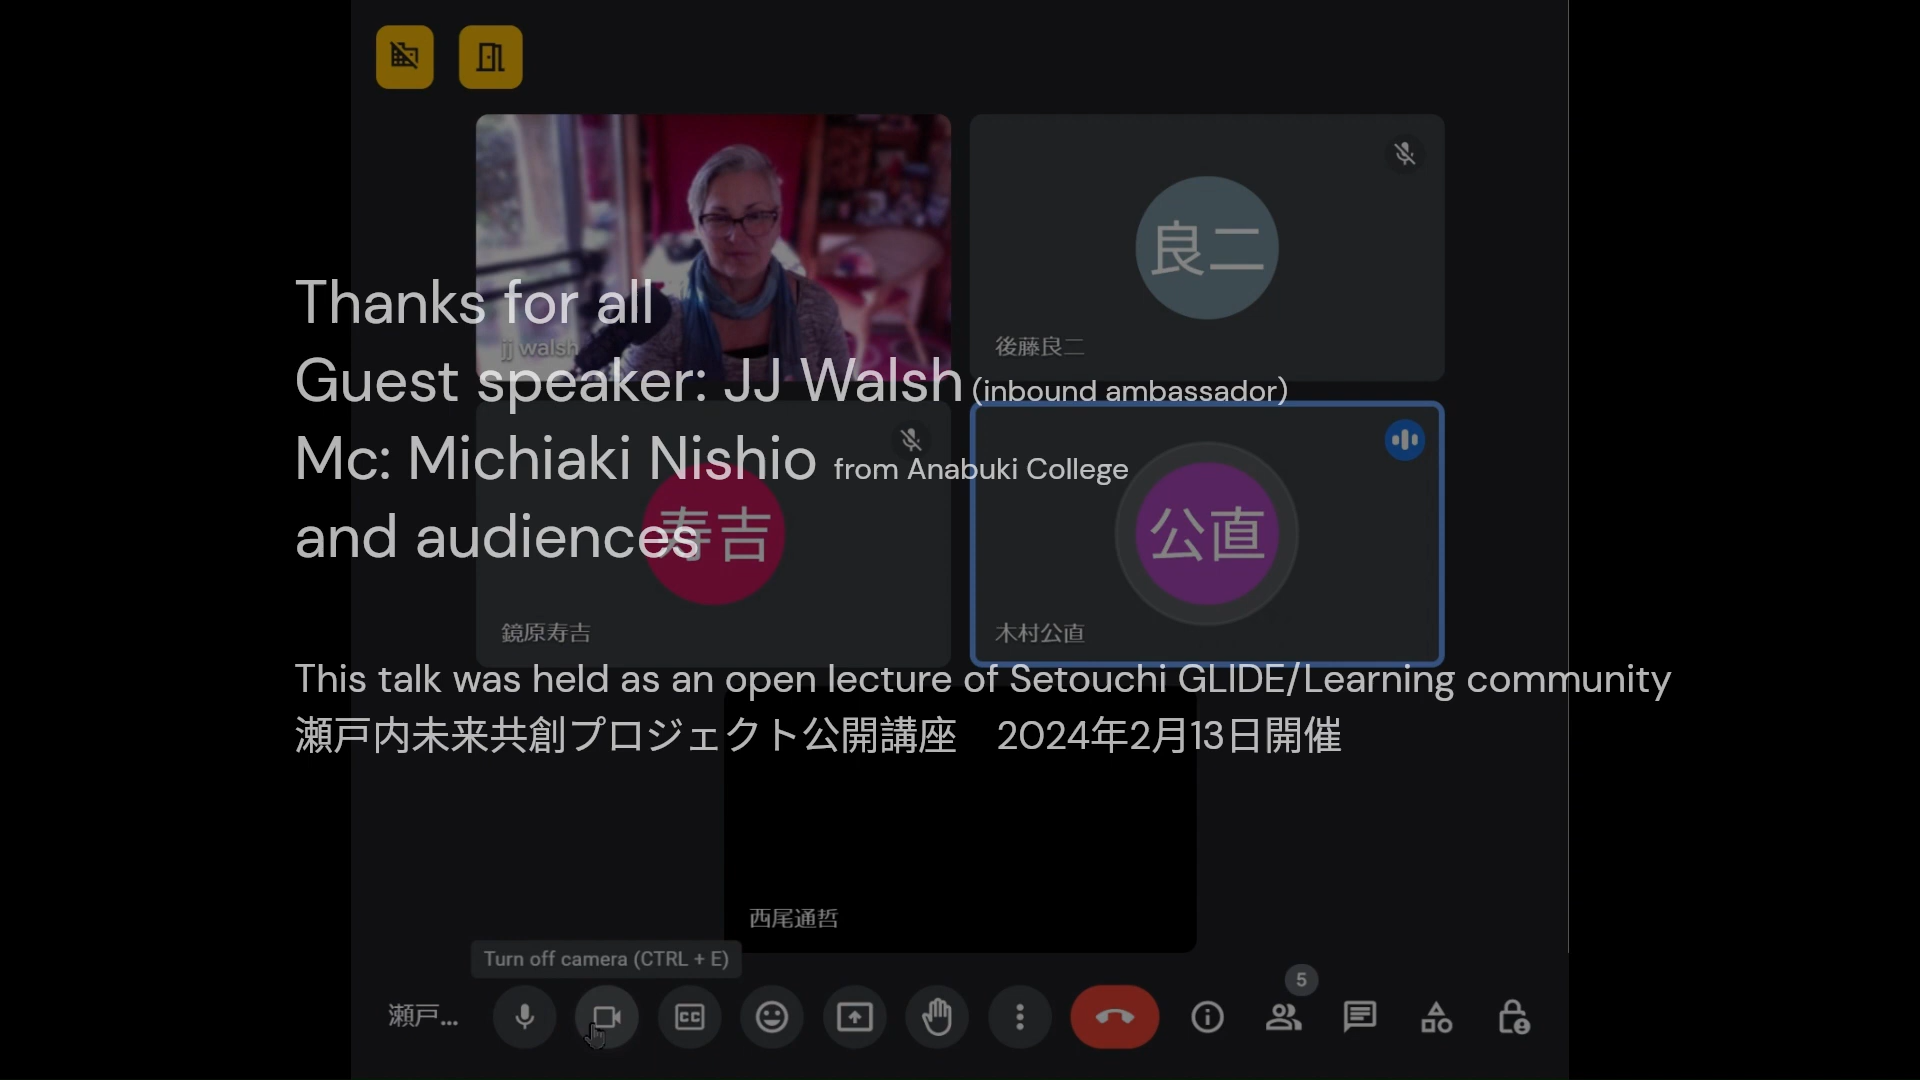 良二
jj walsh
後藤良二
Thanks for all
Guest speaker: JJ Walsh (inbound ambassador)
Mc: Michiaki Nishio from Anabuki College
and audiences
寿吉
公直
鏡原寿吉
木村公直
This talk was held as an open lecture of Setouchi GLIDE/Learning community
瀬戸内未来共創プロジェクト公開講座　2024年2月13日開催
西尾通哲
Turn off camera (CTRL + E)
5
瀬戸...
CC